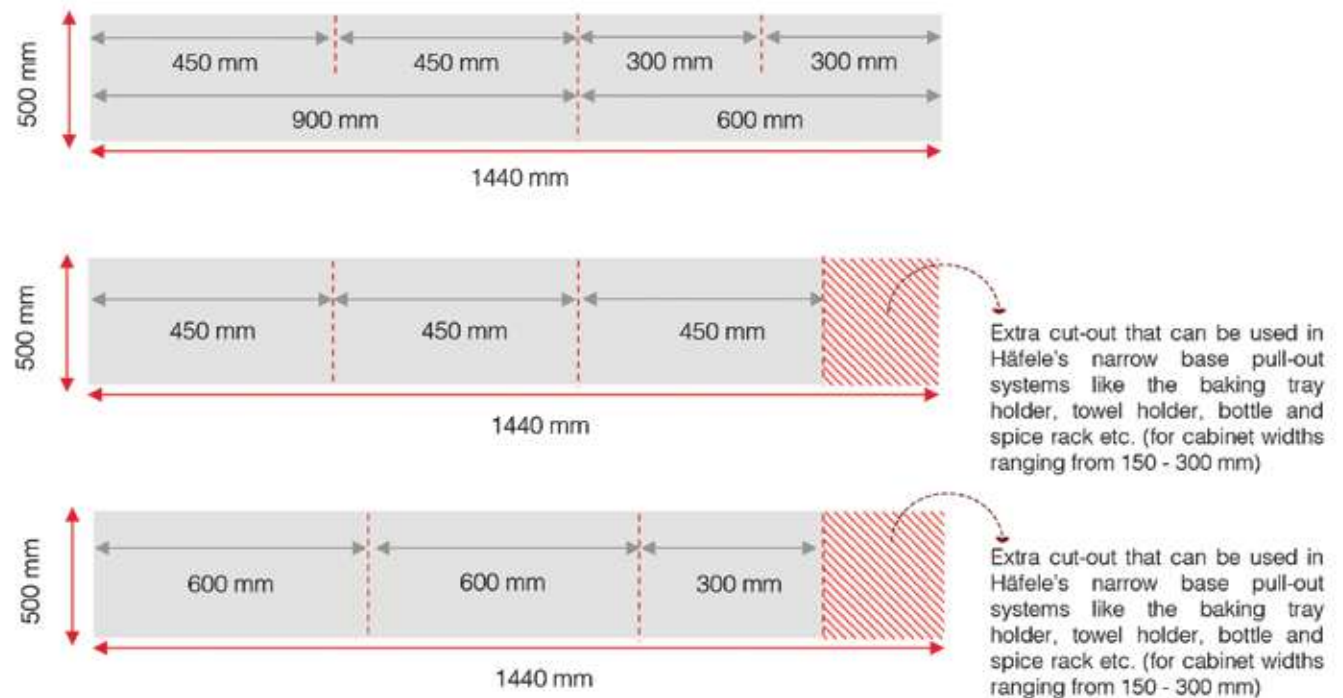 500 mm
450 mm 450 mm 300 mm 300 mm
900 mm 600 mm
1440 mm
500 mm
450 mm 450 mm 450 mm
1440 mm
Extra cut-out that can be used in
Häfele's narrow base pull-out
systems like the baking tray
holder, towel holder, bottle and
spice rack etc. (for cabinet widths
ranging from 150 - 300 mm)
500 mm
600 mm 600 mm 300 mm
1440 mm
Extra cut-out that can be used in
Häfele's narrow base pull-out
systems like the baking tray
holder, towel holder, bottle and
spice rack etc. (for cabinet widths
ranging from 150 - 300 mm)